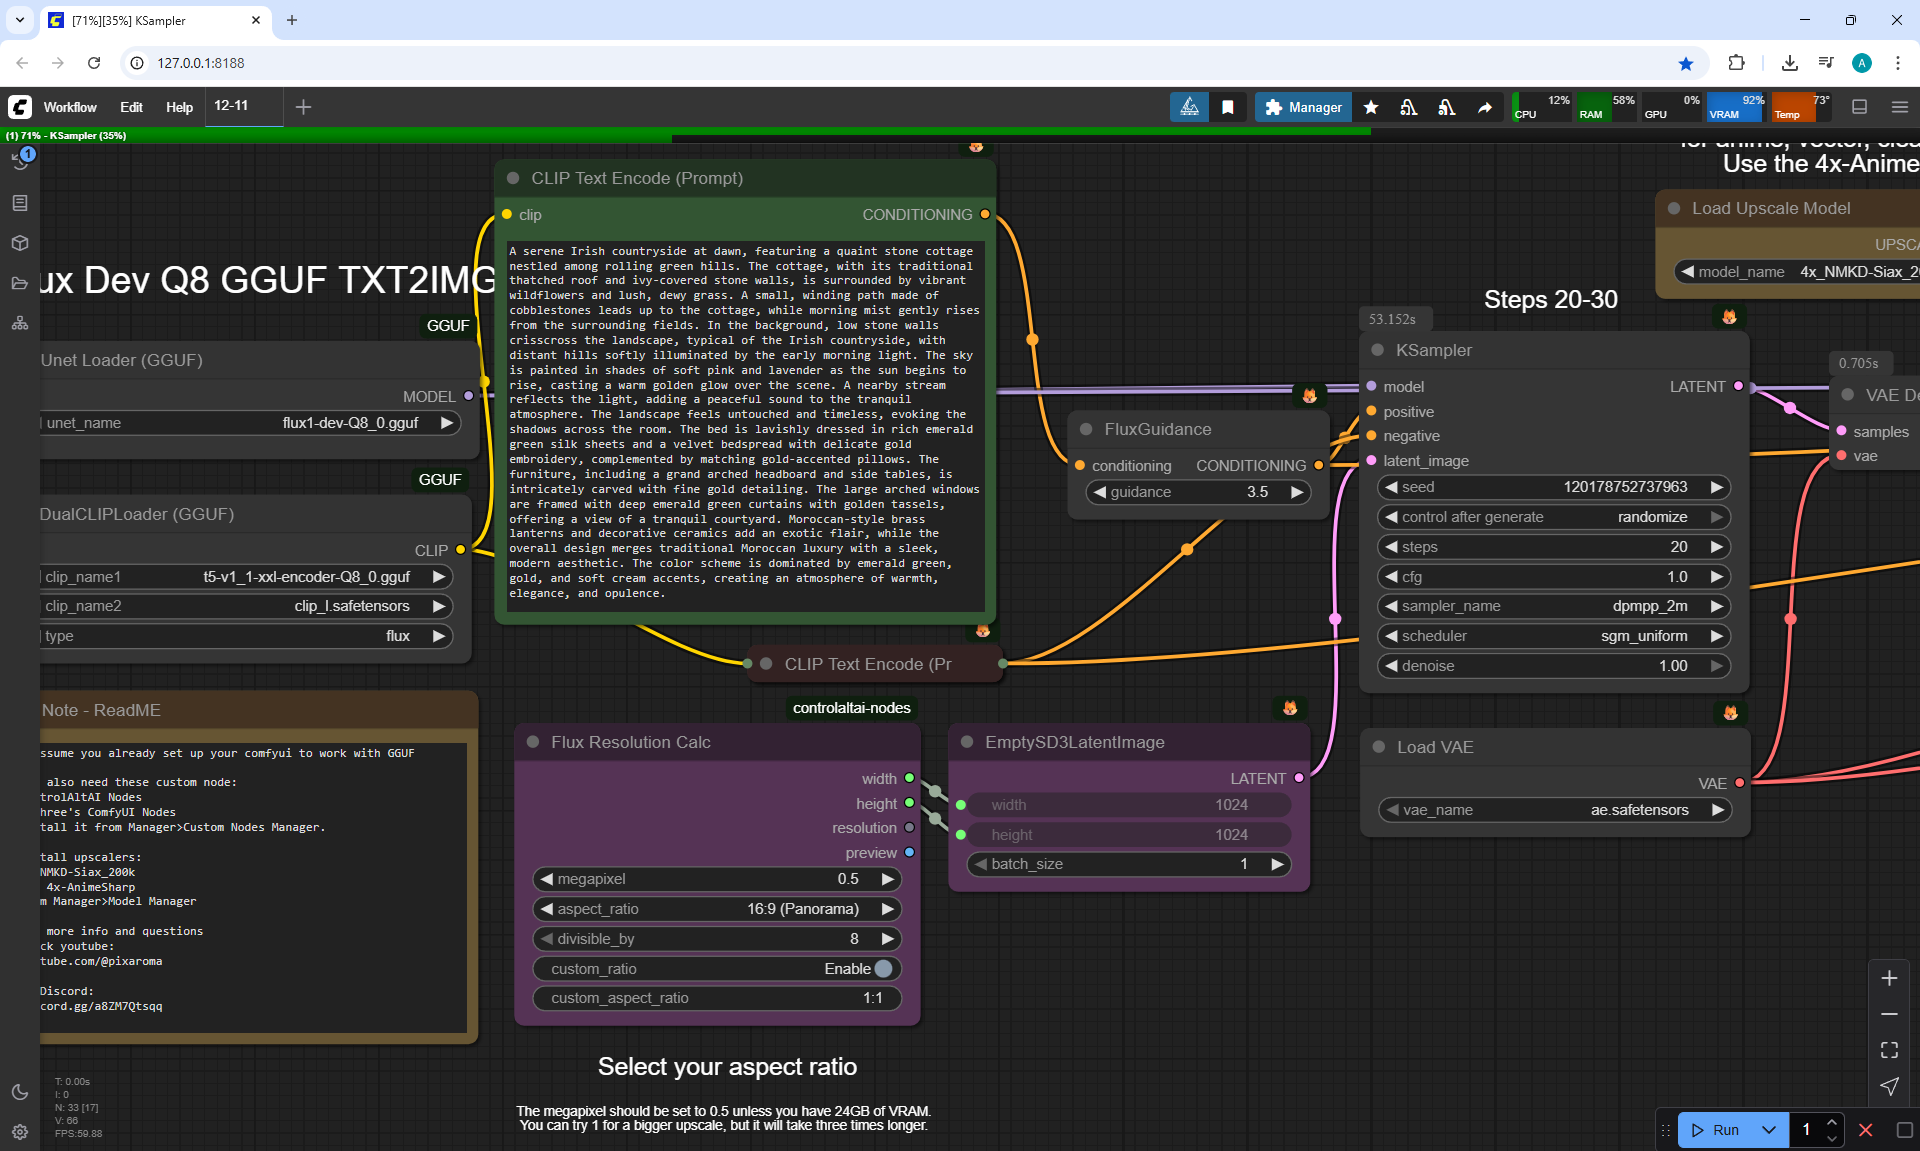 [71%][35%] KSampler
127.0.0.1:8188
A
Workflow
Edit
Help
12-11
Manager
CPU 12%
RAM 58%
GPU 0%
VRAM 92%
Temp 73°
(1) 71% - KSampler (35%)
1
Use the 4x-Anime
CLIP Text Encode (Prompt)
clip
CONDITIONING
A serene Irish countryside at dawn, featuring a quaint stone cottage
nestled among rolling green hills. The cottage, with its traditional
thatched roof and ivy-covered stone walls, is surrounded by vibrant
wildflowers and lush, dewy grass. A small, winding path made of
cobblestones leads up to the cottage, while morning mist gently rises
from the surrounding fields. In the background, low stone walls
crisscross the landscape, typical of the Irish countryside, with
distant hills softly illuminated by the early morning light. The sky
is painted in shades of soft pink and lavender as the sun begins to
rise, casting a warm golden glow over the scene. A nearby stream
reflects the light, adding a peaceful sound to the tranquil
atmosphere. The landscape feels untouched and timeless, evoking the
shadows across the room. The bed is lavishly dressed in rich emerald
green silk sheets and a velvet bedspread with delicate gold
embroidery, complemented by matching gold-accented pillows. The
furniture, including a grand arched headboard and side tables, is
intricately carved with fine gold detailing. The large arched windows
are framed with deep emerald green curtains with golden tassels,
offering a view of a tranquil courtyard. Moroccan-style brass
lanterns and decorative ceramics add an exotic flair, while the
overall design merges traditional Moroccan luxury with a sleek,
modern aesthetic. The color scheme is dominated by emerald green,
gold, and soft cream accents, creating an atmosphere of warmth,
elegance, and opulence.
ux Dev Q8 GGUF TXT2IMG
GGUF
Unet Loader (GGUF)
MODEL
unet_name flux1-dev-Q8_0.gguf
GGUF
DualCLIPLoader (GGUF)
CLIP
clip_name1 t5-v1_1-xxl-encoder-Q8_0.gguf
clip_name2 clip_l.safetensors
type flux
Note - ReadME
ssume you already set up your comfyui to work with GGUF
also need these custom node:
trolAltAI Nodes
hree's ComfyUI Nodes
tall it from Manager>Custom Nodes Manager.
tall upscalers:
NMKD-Siax_200k
4x-AnimeSharp
m Manager>Model Manager
more info and questions
ck youtube:
tube.com/@pixaroma
Discord:
cord.gg/a8ZM7Qtsqq
CLIP Text Encode (Pr
FluxGuidance
conditioning CONDITIONING
guidance 3.5
controlaltai-nodes
Flux Resolution Calc
width
height
resolution
preview
megapixel 0.5
aspect_ratio 16:9 (Panorama)
divisible_by 8
custom_ratio Enable
custom_aspect_ratio 1:1
EmptySD3LatentImage
LATENT
width 1024
height 1024
batch_size 1
Select your aspect ratio
The megapixel should be set to 0.5 unless you have 24GB of VRAM.
You can try 1 for a bigger upscale, but it will take three times longer.
Steps 20-30
53.152s
KSampler
model LATENT
positive
negative
latent_image
seed 120178752737963
control after generate randomize
steps 20
cfg 1.0
sampler_name dpmpp_2m
scheduler sgm_uniform
denoise 1.00
Load VAE
VAE
vae_name ae.safetensors
Load Upscale Model
UPSCA
model_name 4x_NMKD-Siax_20
0.705s
VAE De
samples
vae
T: 0.00s
I: 0
N: 33 [17]
V: 66
FPS:59.88
Run
1